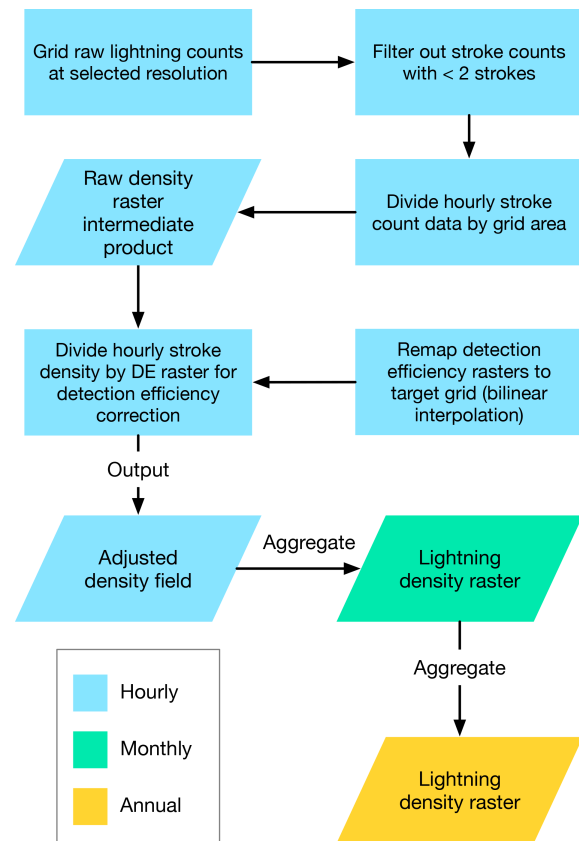 Grid raw lightning counts
at selected resolution
Filter out stroke counts
with < 2 strokes
Raw density
raster
intermediate
product
Divide hourly stroke
count data by grid area
Divide hourly stroke
density by DE raster for
detection efficiency
correction
Remap detection
efficiency rasters to
target grid (bilinear
interpolation)
Output
Adjusted
density field
Aggregate
Lightning
density raster
Aggregate
Hourly
Monthly
Annual
Lightning
density raster